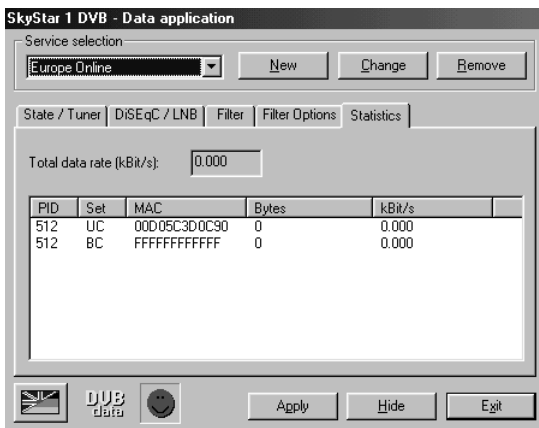 SkyStar 1 DVB - Data application
Service selection
Europe Online New Change Remove
State / Tuner DiSEqC / LNB Filter Filter Options Statistics
Total data rate (kBit/s): 0.000
PID Set MAC Bytes kBit/s
512 UC 00D05C3D0C90 0 0.000
512 BC FFFFFFFFFFFF 0 0.000
DVB
data
Apply Hide Exit